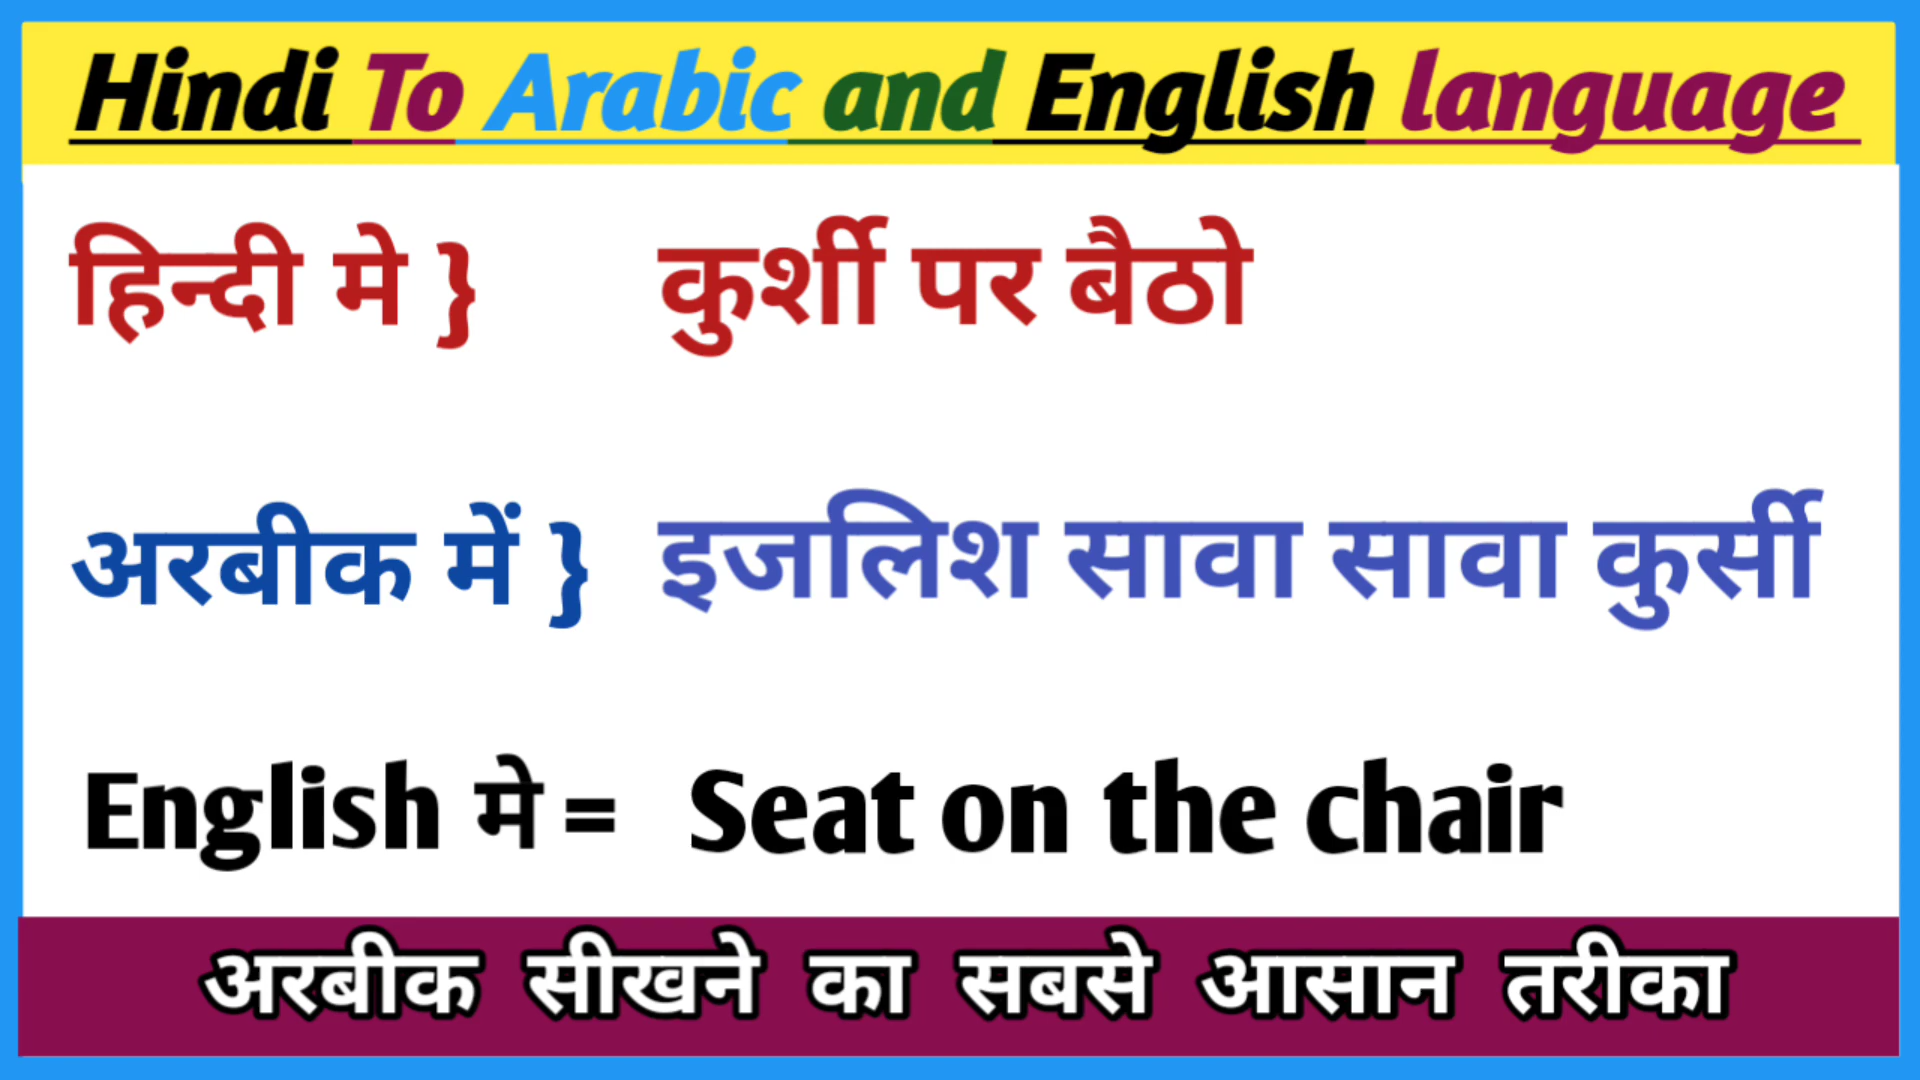 Hindi To Arabic and English language
हिन्दी मे } कुर्शी पर बैठो
अरबीक में } इजलिश सावा सावा कुर्सी
English मे = Seat on the chair
अरबीक सीखने का सबसे आसान तरीका